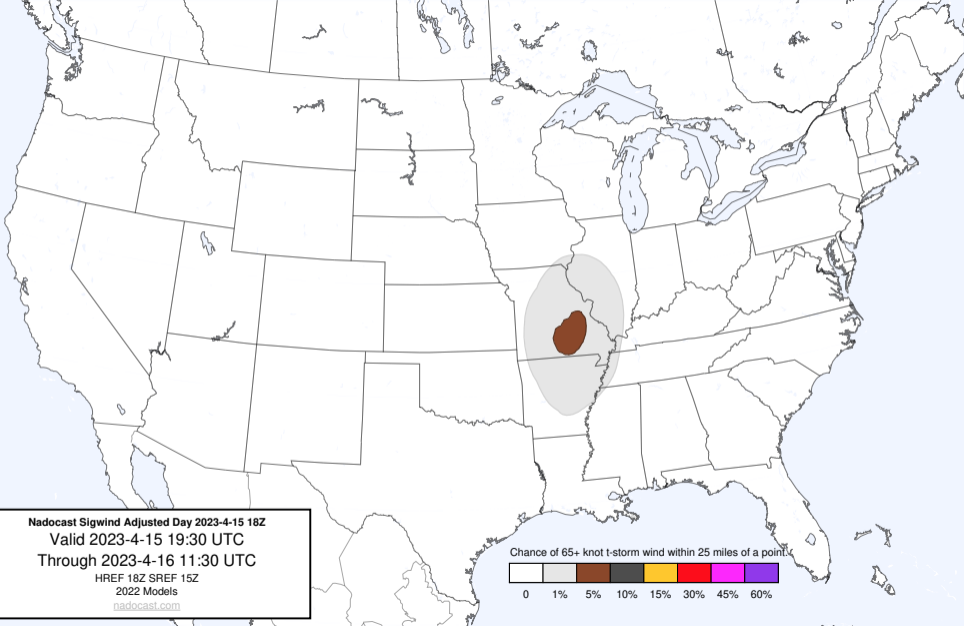 Nadocast Sigwind Adjusted Day 2023-4-15 18Z
Valid 2023-4-15 19:30 UTC
Through 2023-4-16 11:30 UTC
HREF 18Z SREF 15Z
2022 Models
nadocast.com
Chance of 65+ knot t-storm wind within 25 miles of a point.
0 1% 5% 10% 15% 30% 45% 60%